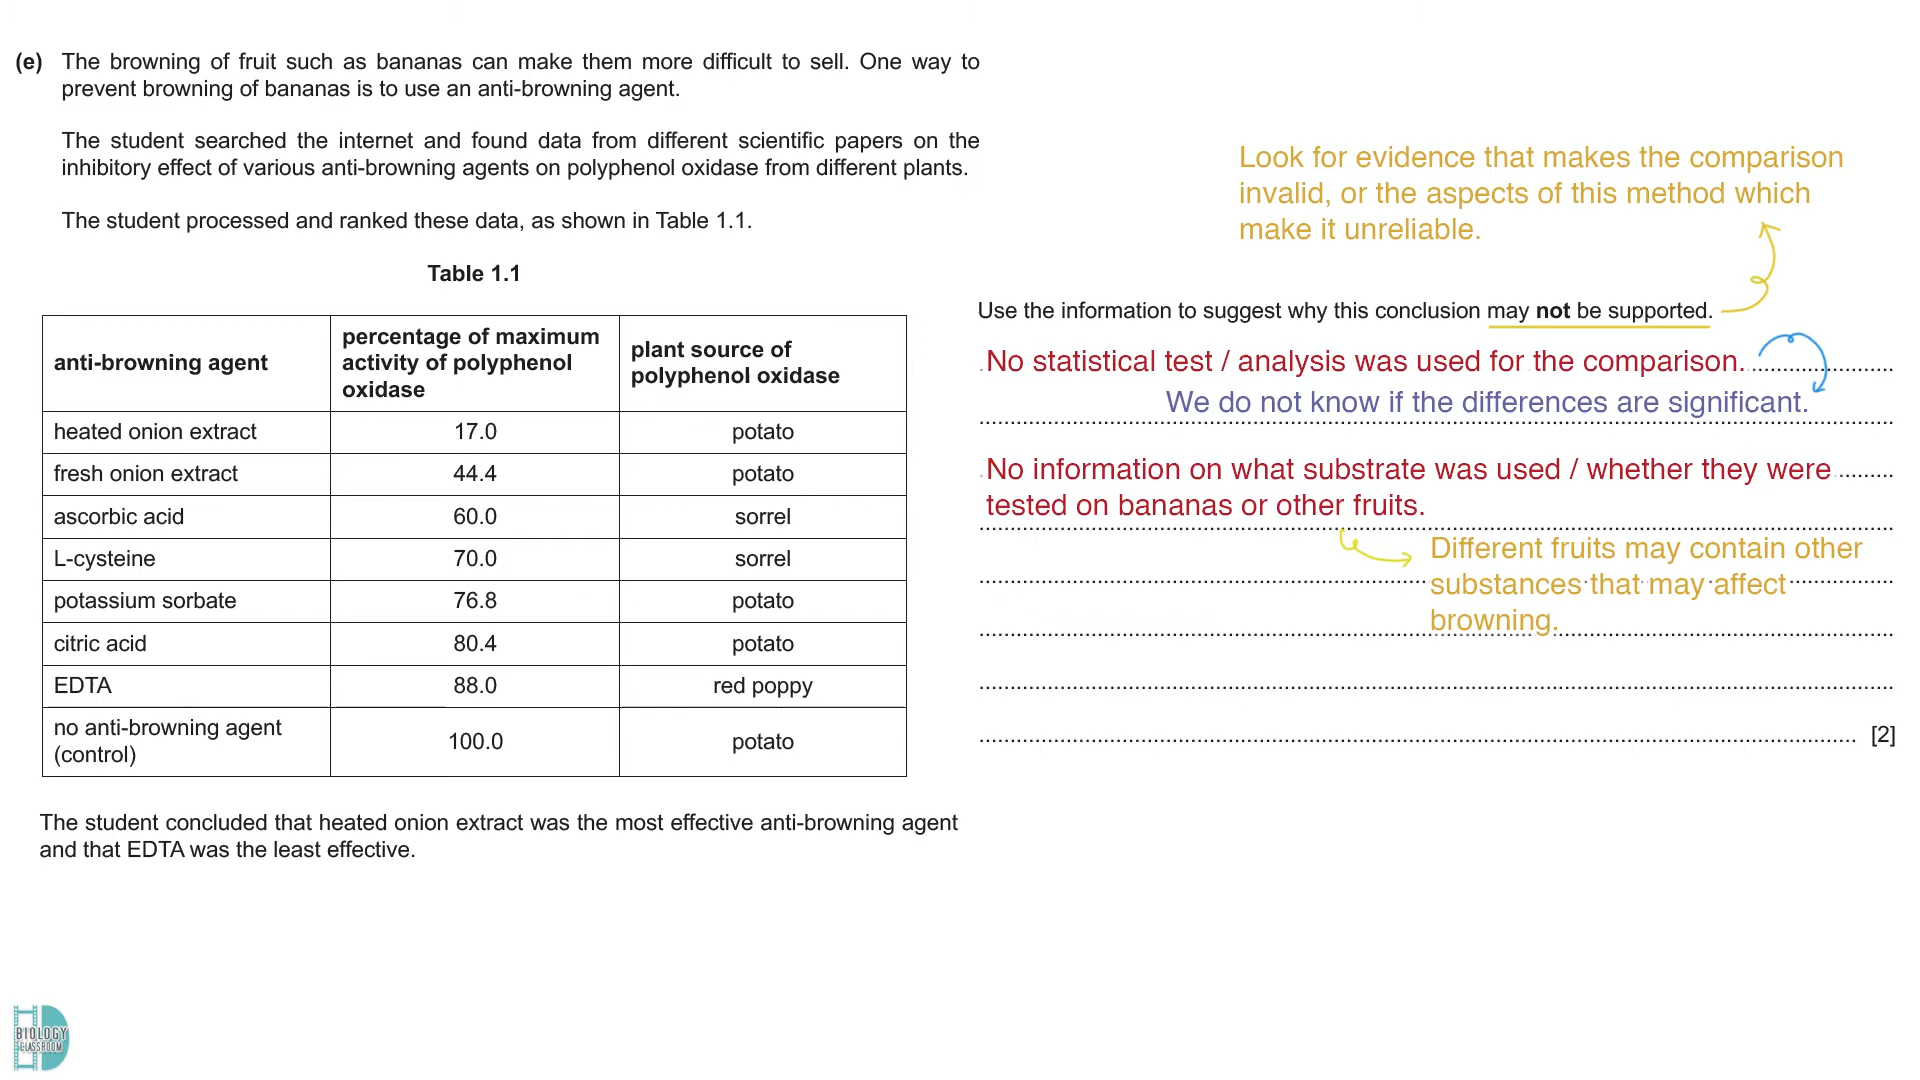 (e) The browning of fruit such as bananas can make them more difficult to sell. One way to
prevent browning of bananas is to use an anti-browning agent.
The student searched the internet and found data from different scientific papers on the
inhibitory effect of various anti-browning agents on polyphenol oxidase from different plants.
The student processed and ranked these data, as shown in Table 1.1.
Table 1.1
anti-browning agent | percentage of maximum activity of polyphenol oxidase | plant source of polyphenol oxidase
heated onion extract | 17.0 | potato
fresh onion extract | 44.4 | potato
ascorbic acid | 60.0 | sorrel
L-cysteine | 70.0 | sorrel
potassium sorbate | 76.8 | potato
citric acid | 80.4 | potato
EDTA | 88.0 | red poppy
no anti-browning agent (control) | 100.0 | potato
The student concluded that heated onion extract was the most effective anti-browning agent
and that EDTA was the least effective.
Look for evidence that makes the comparison
invalid, or the aspects of this method which
make it unreliable.
Use the information to suggest why this conclusion may not be supported.
No statistical test / analysis was used for the comparison.
We do not know if the differences are significant.
No information on what substrate was used / whether they were
tested on bananas or other fruits.
Different fruits may contain other
substances that may affect
browning.
[2]
BIOLOGY
CLASSROOM